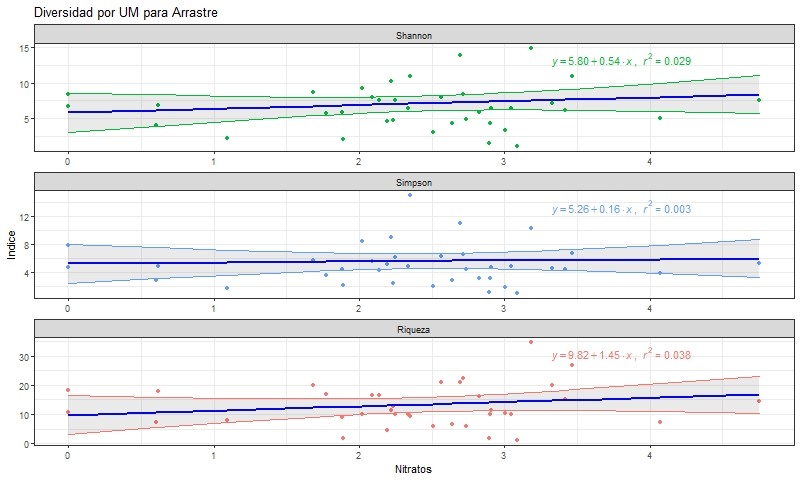 Diversidad por UM para Arrastre
Shannon
15
10
5
y = 5.80 + 0.54 · x , r² = 0.029
0 1 2 3 4
Simpson
12
8
4
y = 5.26 + 0.16 · x , r² = 0.003
0 1 2 3 4
Indice
Riqueza
30
20
10
0
y = 9.82 + 1.45 · x , r² = 0.038
0 1 2 3 4
Nitratos